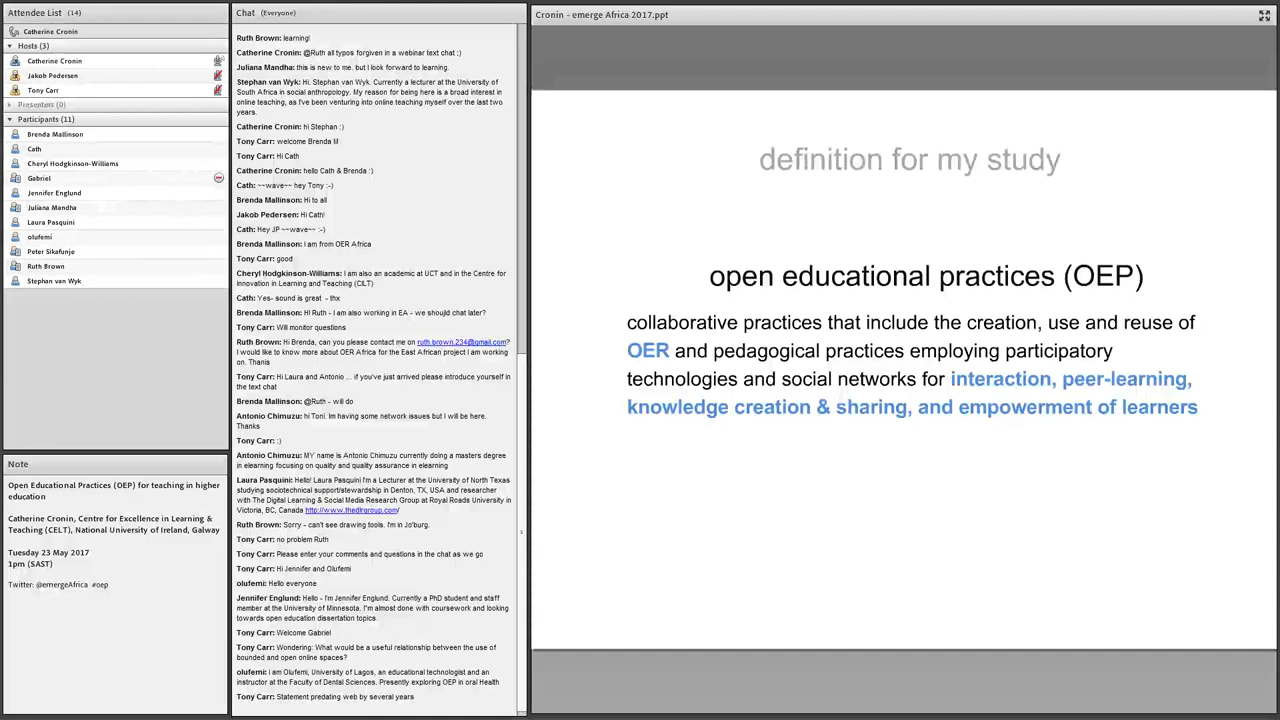 Attendee List (14)
Catherine Cronin
Hosts (3)
Catherine Cronin
Jakob Pedersen
Tony Carr
Presenters (0)
Participants (11)
Brenda Mallinson
Cath
Cheryl Hodgkinson-Williams
Gabriel
Jennifer Englund
Juliana Mandha
Laura Pasquini
olufemi
Peter Sikafunje
Ruth Brown
Stephan van Wyk
Note
Open Educational Practices (OEP) for teaching in higher
education
Catherine Cronin, Centre for Excellence in Learning &
Teaching (CELT), National University of Ireland, Galway
Tuesday 23 May 2017
1pm (SAST)
Twitter: @emergeAfrica #oep
Chat (Everyone)
Ruth Brown: learning!
Catherine Cronin: @Ruth all typos forgiven in a webinar text chat ;)
Juliana Mandha: this is new to me. but I look forward to learning.
Stephan van Wyk: Hi. Stephan van Wyk. Currently a lecturer at the University of
South Africa in social anthropology. My reason for being here is a broad interest in
online teaching, as I've been venturing into online teaching myself over the last two
years.
Catherine Cronin: hi Stephan :)
Tony Carr: welcome Brenda M
Tony Carr: Hi Cath
Catherine Cronin: hello Cath & Brenda :)
Cath: ~~wave~~ hey Tony :-)
Brenda Mallinson: Hi to all
Jakob Pedersen: Hi Cath!
Cath: Hey JP ~~wave~~ :-)
Brenda Mallinson: I am from OER Africa
Tony Carr: good
Cheryl Hodgkinson-Williams: I am also an academic at UCT and in the Centre for
Innovation in Learning and Teaching (CILT)
Cath: Yes- sound is great - thx
Brenda Mallinson: HI Ruth - I am also working in EA - we shoujld chat later?
Tony Carr: Will monitor questions
Ruth Brown: Hi Brenda, can you please contact me on ruth.brown.234@gmail.com?
I would like to know more about OER Africa for the East African project I am working
on. Thanis
Tony Carr: Hi Laura and Antonio ... if you've just arrived please introduce yourself in
the text chat
Brenda Mallinson: @Ruth - will do
Antonio Chimuzu: hi Toni. Im having some network issues but I will be here.
Thanks
Tony Carr: :)
Antonio Chimuzu: MY name is Antonio Chimuzu currently doing a masters degree
in elearning focusing on quality and quality assurance in elearning
Laura Pasquini: Hello! Laura Pasquini I'm a Lecturer at the University of North Texas
studying sociotechnical support/stewardship in Denton, TX, USA and researcher
with The Digital Learning & Social Media Research Group at Royal Roads University in
Victoria, BC, Canada http://www.thedlrgroup.com/
Ruth Brown: Sorry - can't see drawing tools. I'm in Jo'burg.
Tony Carr: no problem Ruth
Tony Carr: Please enter your comments and questions in the chat as we go
Tony Carr: Hi Jennifer and Olufemi
olufemi: Hello everyone
Jennifer Englund: Hello - I'm Jennifer Englund. Currently a PhD student and staff
member at the University of Minnesota. I'm almost done with coursework and looking
towards open education dissertation topics.
Tony Carr: Welcome Gabriel
Tony Carr: Wondering: What would be a useful relationship between the use of
bounded and open online spaces?
olufemi: i am Olufemi, University of Lagos, an educational technologist and an
instructor at the Faculty of Dental Sciences. Presently exploring OEP in oral Health
Tony Carr: Statement predating web by several years
Cronin - emerge Africa 2017.ppt
definition for my study
open educational practices (OEP)
collaborative practices that include the creation, use and reuse of
OER and pedagogical practices employing participatory
technologies and social networks for interaction, peer-learning,
knowledge creation & sharing, and empowerment of learners